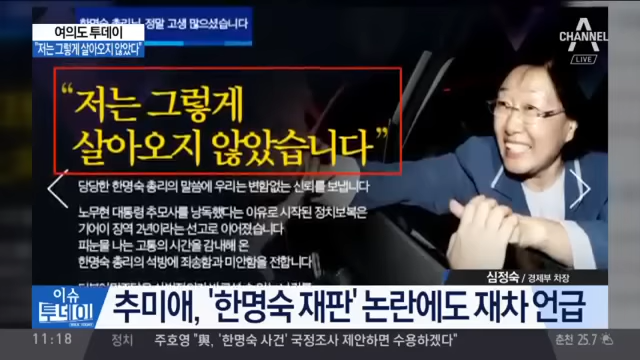 한명숙 총리님 정말 고생 많으셨습니다
여의도 투데이
"저는 그렇게 살아오지 않았다"
CHANNEL A
LIVE
“저는 그렇게
살아오지 않았습니다”
당당한 한명숙 총리의 말씀에 우리는 변함없는 신뢰를 보냅니다
노무현 대통령 추모사를 낭독했다는 이유로 시작된 정치보복은
기어이 징역 2년이라는 선고로 이어졌습니다
피눈물 나는 고통의 시간을 감내해 온
한명숙 총리의 석방에 죄송함과 미안함을 전합니다
심정숙 / 경제부 차장
이슈
투데이
추미애, '한명숙 재판' 논란에도 재차 언급
11:18 정치 주호영 "與, '한명숙 사건' 국정조사 제안하면 수용하겠다" 춘천 25.7